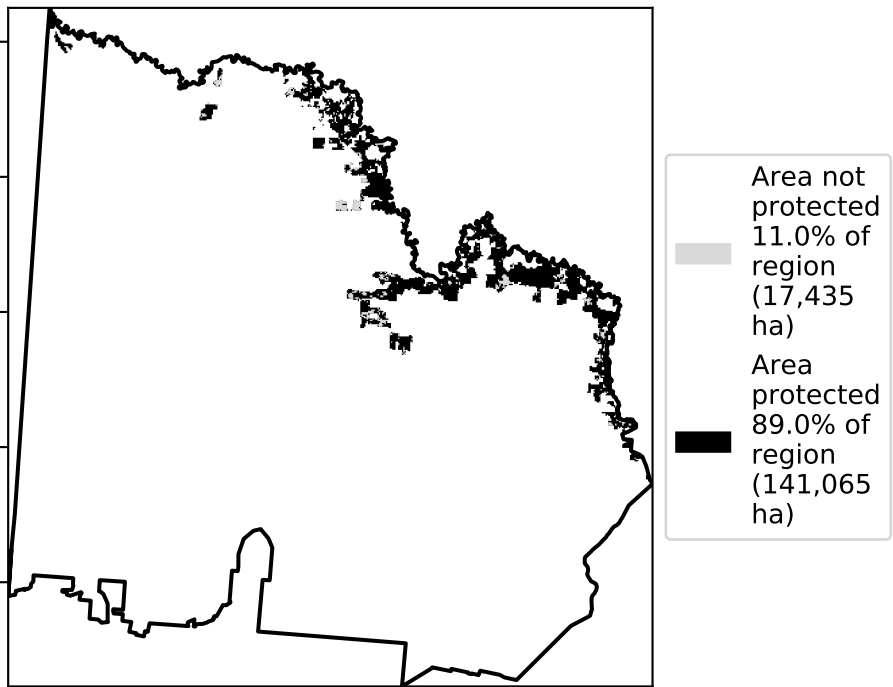 Area not
protected
11.0% of
region
(17,435
ha)
Area
protected
89.0% of
region
(141,065
ha)